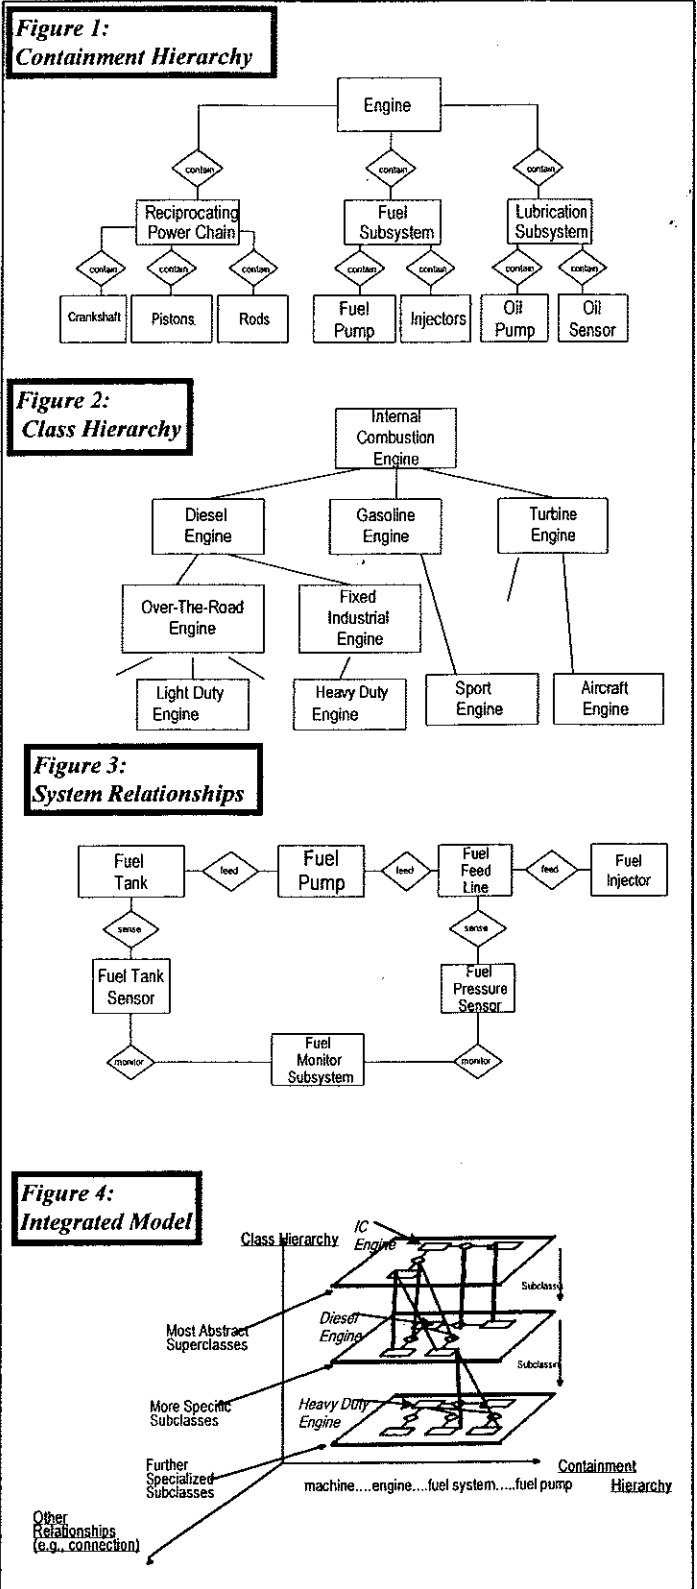 Figure 1:
Containment Hierarchy
Engine
contain
contain
contain
Reciprocating
Power Chain
Fuel
Subsystem
Lubrication
Subsystem
contain
contain
contain
contain
contain
contain
contain
Crankshaft
Pistons
Rods
Fuel
Pump
Injectors
Oil
Pump
Oil
Sensor
Figure 2:
Class Hierarchy
Internal
Combustion
Engine
Diesel
Engine
Gasoline
Engine
Turbine
Engine
Over-The-Road
Engine
Fixed
Industrial
Engine
Light Duty
Engine
Heavy Duty
Engine
Sport
Engine
Aircraft
Engine
Figure 3:
System Relationships
Fuel
Tank
feed
Fuel
Pump
feed
Fuel
Feed
Line
feed
Fuel
Injector
sense
sense
Fuel Tank
Sensor
Fuel
Pressure
Sensor
monitor
Fuel
Monitor
Subsystem
monitor
Figure 4:
Integrated Model
Class Hierarchy
IC
Engine
Subclasses
Most Abstract
Superclasses
Diesel
Engine
Subclasses
More Specific
Subclasses
Heavy Duty
Engine
Further
Specialized
Subclasses
machine....engine....fuel system.....fuel pump
Containment
Hierarchy
Other
Relationships
(e.g., connection)